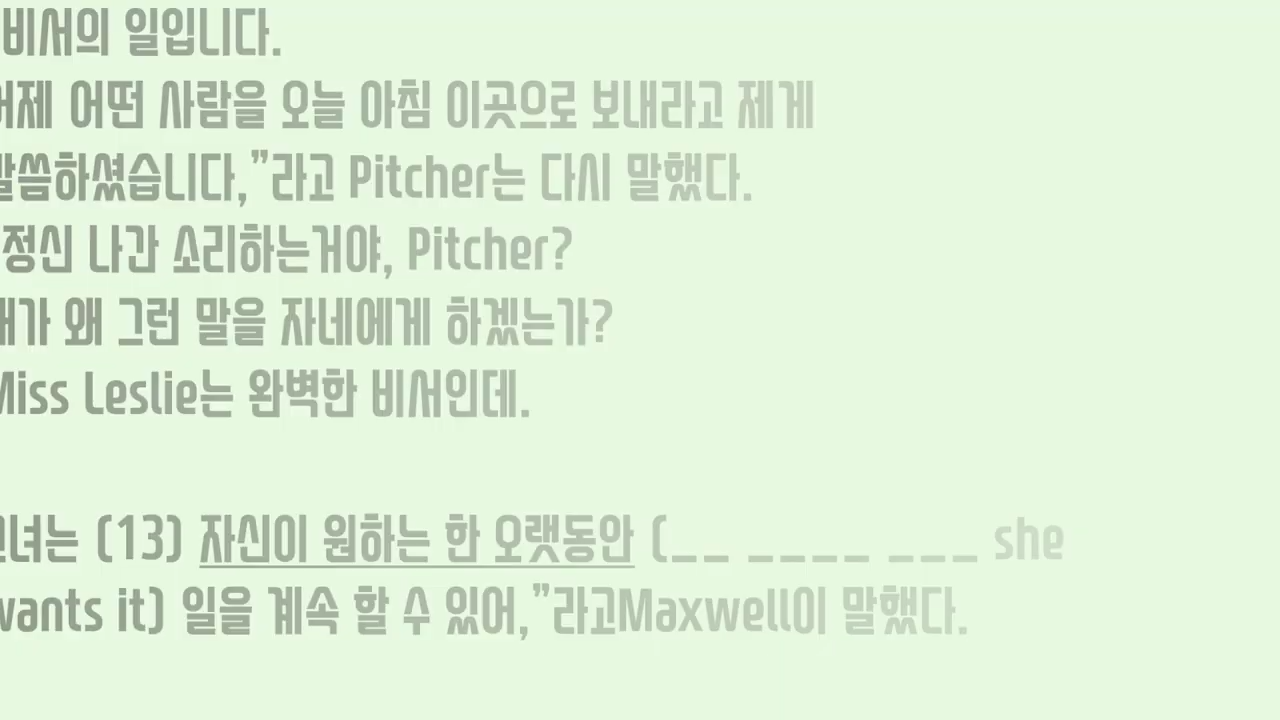 비서의 일입니다.
어제 어떤 사람을 오늘 아침 이곳으로 보내라고 제게
말씀하셨습니다,”라고 Pitcher는 다시 말했다.
정신 나간 소리하는거야, Pitcher?
내가 왜 그런 말을 자네에게 하겠는가?
Miss Leslie는 완벽한 비서인데.
그녀는 (13) 자신이 원하는 한 오랫동안 (__ ____ ___ she
wants it) 일을 계속 할 수 있어,”라고Maxwell이 말했다.